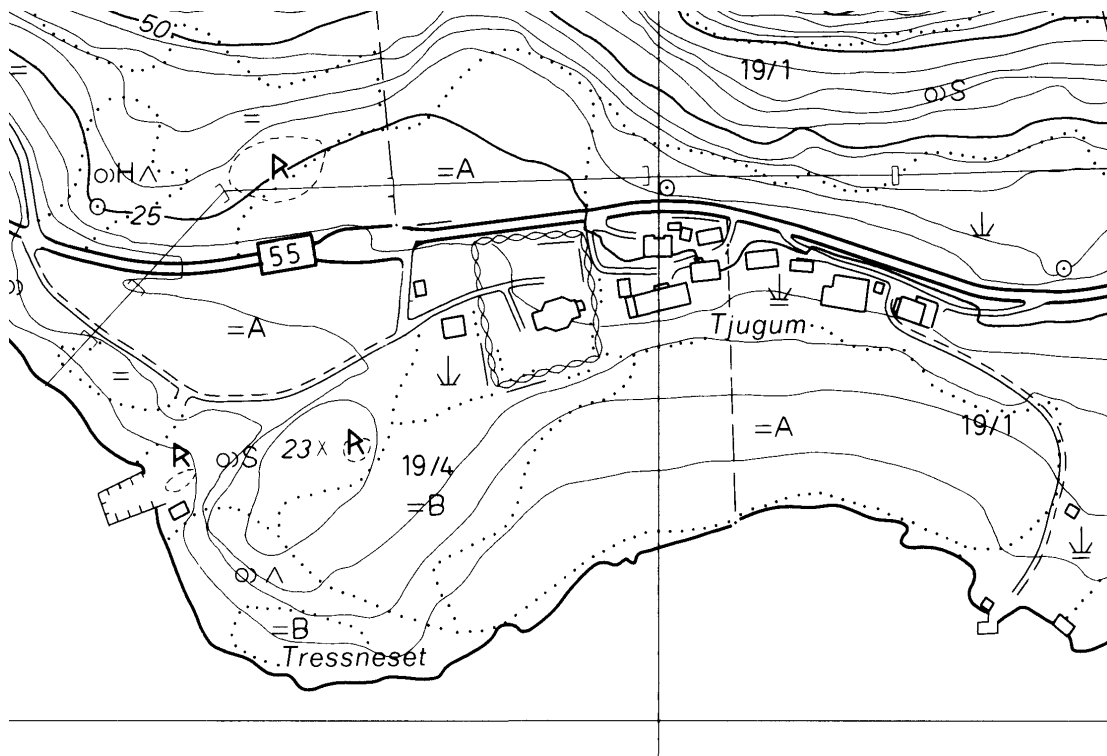 50
19/1
S
H
R
=A
25
55
=A
Tjugum
=A
19/1
R
S
23
R
19/4
=B
=B
Tressneset